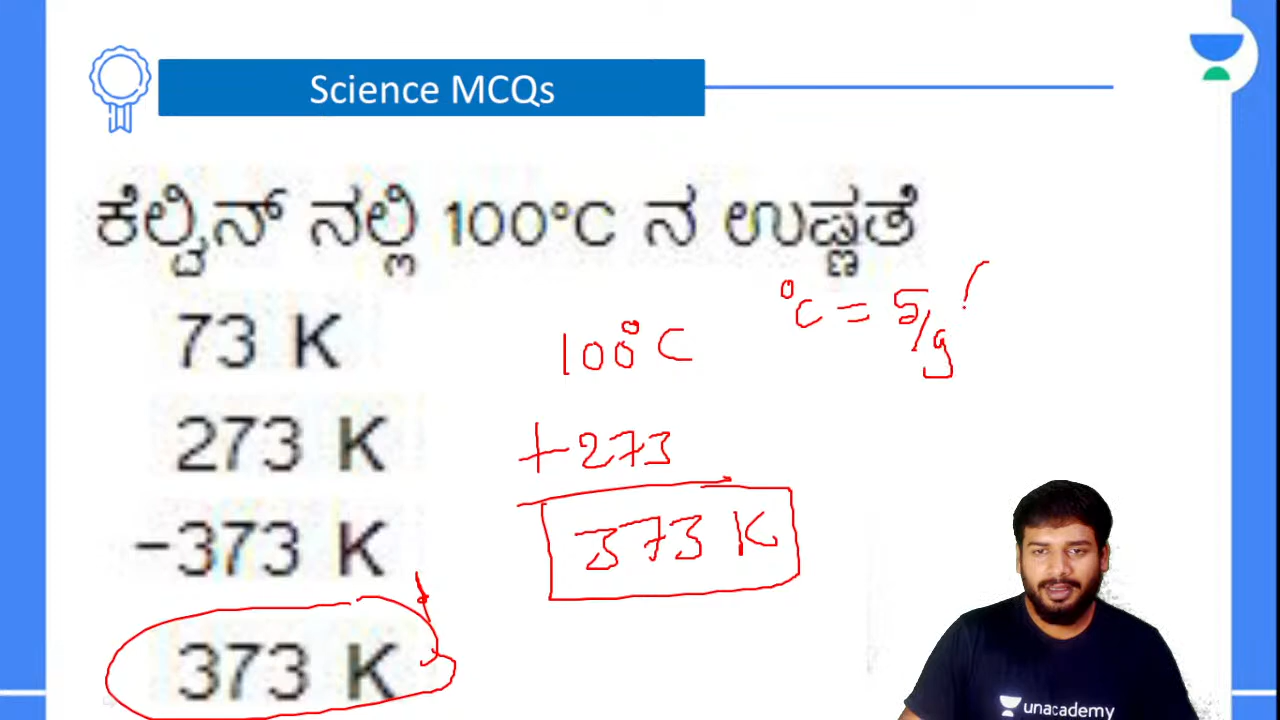 Science MCQs
ಕೆಲ್ವಿನ್ ನಲ್ಲಿ 100°C ನ ಉಷ್ಣತೆ
73 K
273 K
-373 K
373 K
°C = 5/9 (
100° C
+273
373 K
unacademy